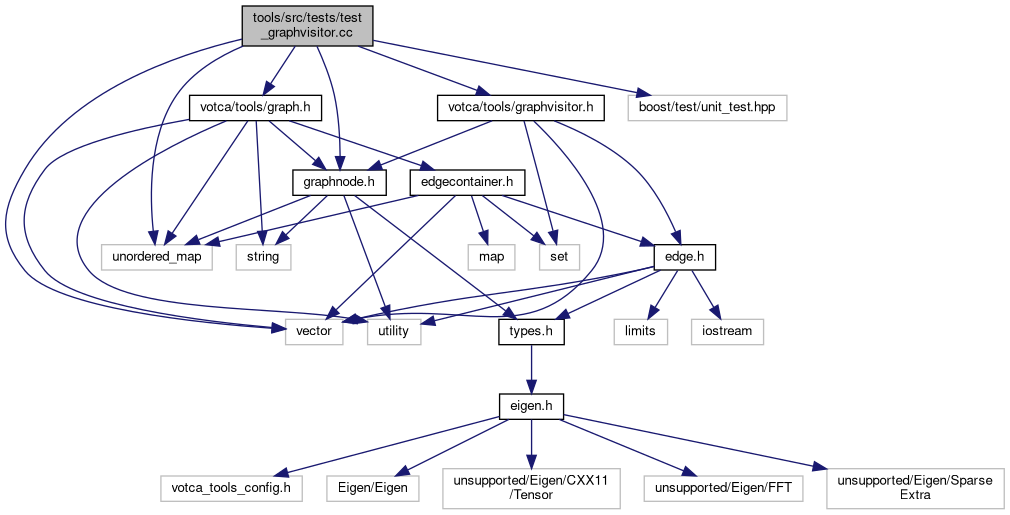 tools/src/tests/test
_graphvisitor.cc
votca/tools/graph.h
votca/tools/graphvisitor.h
boost/test/unit_test.hpp
graphnode.h
edgecontainer.h
unordered_map
string
map
set
edge.h
vector
utility
types.h
limits
iostream
eigen.h
votca_tools_config.h
Eigen/Eigen
unsupported/Eigen/CXX11
/Tensor
unsupported/Eigen/FFT
unsupported/Eigen/Sparse
Extra